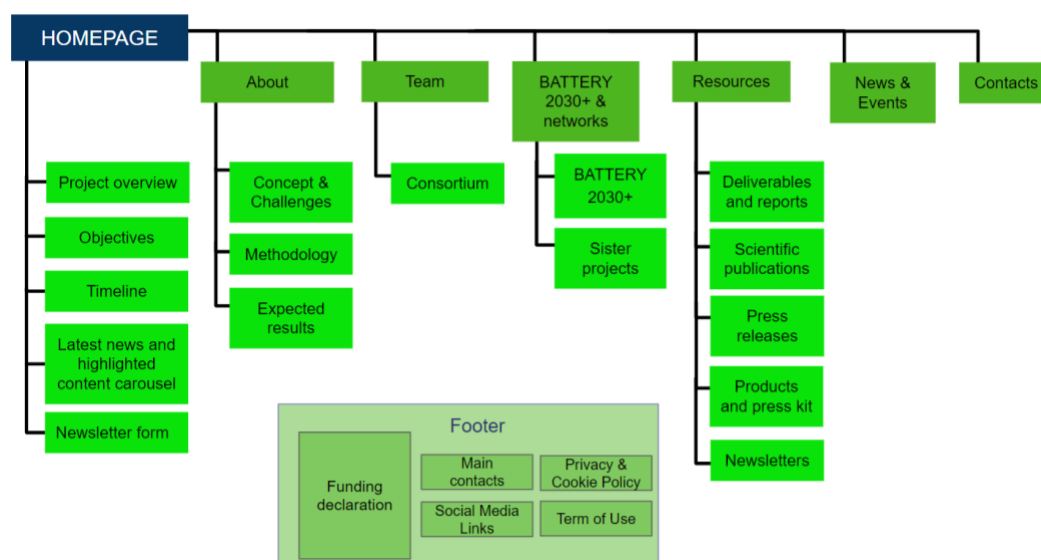 HOMEPAGE
About
Team
BATTERY
2030+ &
networks
Resources
News &
Events
Contacts
Project overview
Objectives
Timeline
Latest news and
highlighted
content carousel
Newsletter form
Concept &
Challenges
Methodology
Expected
results
Consortium
BATTERY
2030+
Sister
projects
Deliverables
and reports
Scientific
publications
Press
releases
Products
and press kit
Newsletters
Footer
Funding
declaration
Main
contacts
Privacy &
Cookie Policy
Social Media
Links
Term of Use